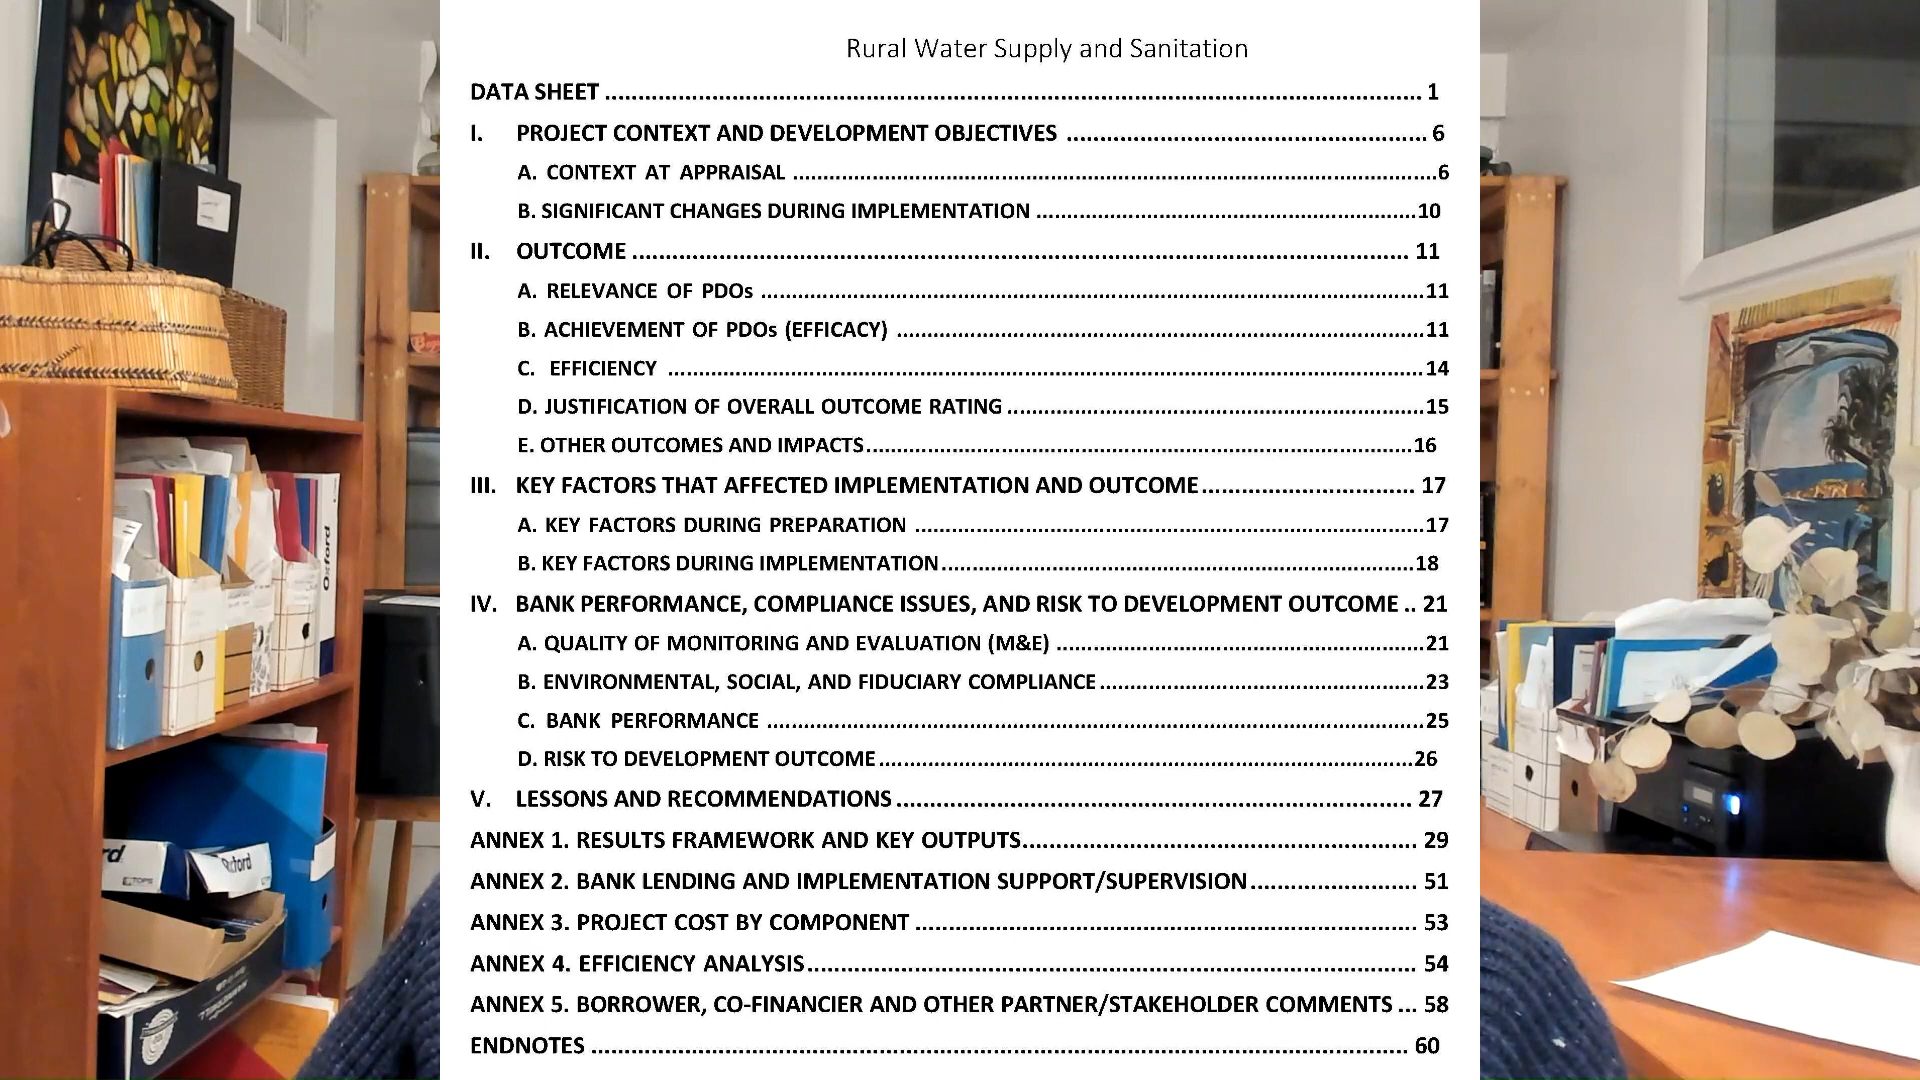 Rural Water Supply and Sanitation
DATA SHEET ........................................................................................................................ 1
I. PROJECT CONTEXT AND DEVELOPMENT OBJECTIVES ..................................................... 6
A. CONTEXT AT APPRAISAL .........................................................................................................6
B. SIGNIFICANT CHANGES DURING IMPLEMENTATION ..............................................................10
II. OUTCOME .................................................................................................................... 11
A. RELEVANCE OF PDOs ............................................................................................................11
B. ACHIEVEMENT OF PDOs (EFFICACY) ......................................................................................11
C. EFFICIENCY ...........................................................................................................................14
D. JUSTIFICATION OF OVERALL OUTCOME RATING ....................................................................15
E. OTHER OUTCOMES AND IMPACTS.........................................................................................16
III. KEY FACTORS THAT AFFECTED IMPLEMENTATION AND OUTCOME................................ 17
A. KEY FACTORS DURING PREPARATION ...................................................................................17
B. KEY FACTORS DURING IMPLEMENTATION.............................................................................18
IV. BANK PERFORMANCE, COMPLIANCE ISSUES, AND RISK TO DEVELOPMENT OUTCOME .. 21
A. QUALITY OF MONITORING AND EVALUATION (M&E) ............................................................21
B. ENVIRONMENTAL, SOCIAL, AND FIDUCIARY COMPLIANCE.....................................................23
C. BANK PERFORMANCE ...........................................................................................................25
D. RISK TO DEVELOPMENT OUTCOME.......................................................................................26
V. LESSONS AND RECOMMENDATIONS ............................................................................. 27
ANNEX 1. RESULTS FRAMEWORK AND KEY OUTPUTS........................................................... 29
ANNEX 2. BANK LENDING AND IMPLEMENTATION SUPPORT/SUPERVISION......................... 51
ANNEX 3. PROJECT COST BY COMPONENT ........................................................................... 53
ANNEX 4. EFFICIENCY ANALYSIS........................................................................................... 54
ANNEX 5. BORROWER, CO-FINANCIER AND OTHER PARTNER/STAKEHOLDER COMMENTS ... 58
ENDNOTES .......................................................................................................................... 60
Oxford
Oxford
TOPS